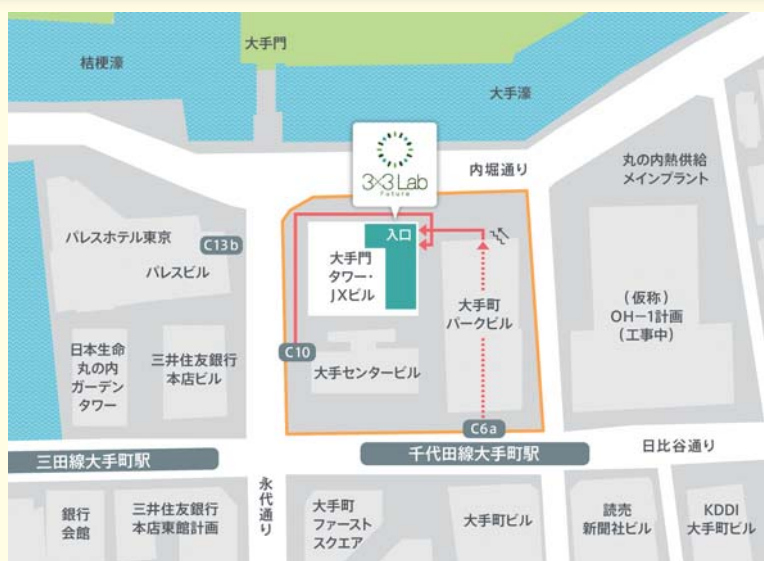 大手門
桔梗濠
大手濠
3×3 Lab
Future
内堀通り
丸の内熱供給
メインプラント
パレスホテル東京
C13b
パレスビル
入口
大手門
タワー・
JXビル
大手町
パークビル
(仮称)
OH-1計画
(工事中)
日本生命
丸の内
ガーデン
タワー
三井住友銀行
本店ビル
C10
大手センタービル
C6a
三田線大手町駅
千代田線大手町駅
日比谷通り
永代通り
銀行
会館
三井住友銀行
本店東館計画
大手町
ファースト
スクエア
大手町ビル
読売
新聞社ビル
KDDI
大手町ビル